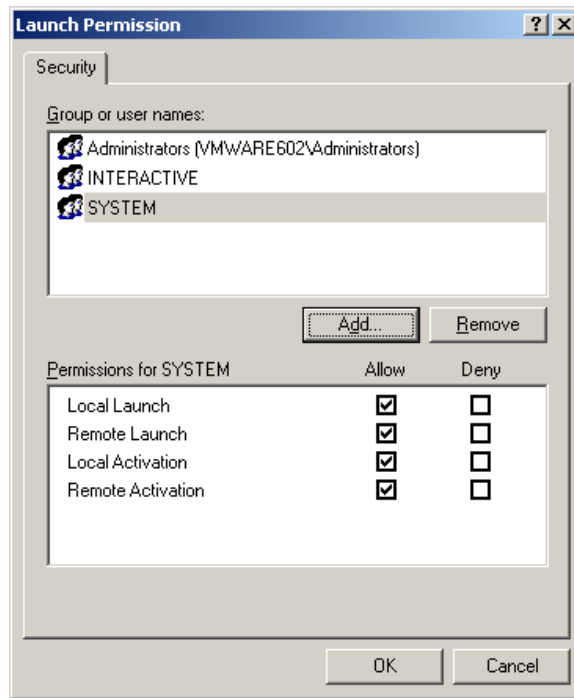 Launch Permission
Security
Group or user names:
Administrators (VMWARE602\Administrators)
INTERACTIVE
SYSTEM
Add... Remove
Permissions for SYSTEM Allow Deny
Local Launch
Remote Launch
Local Activation
Remote Activation
OK Cancel